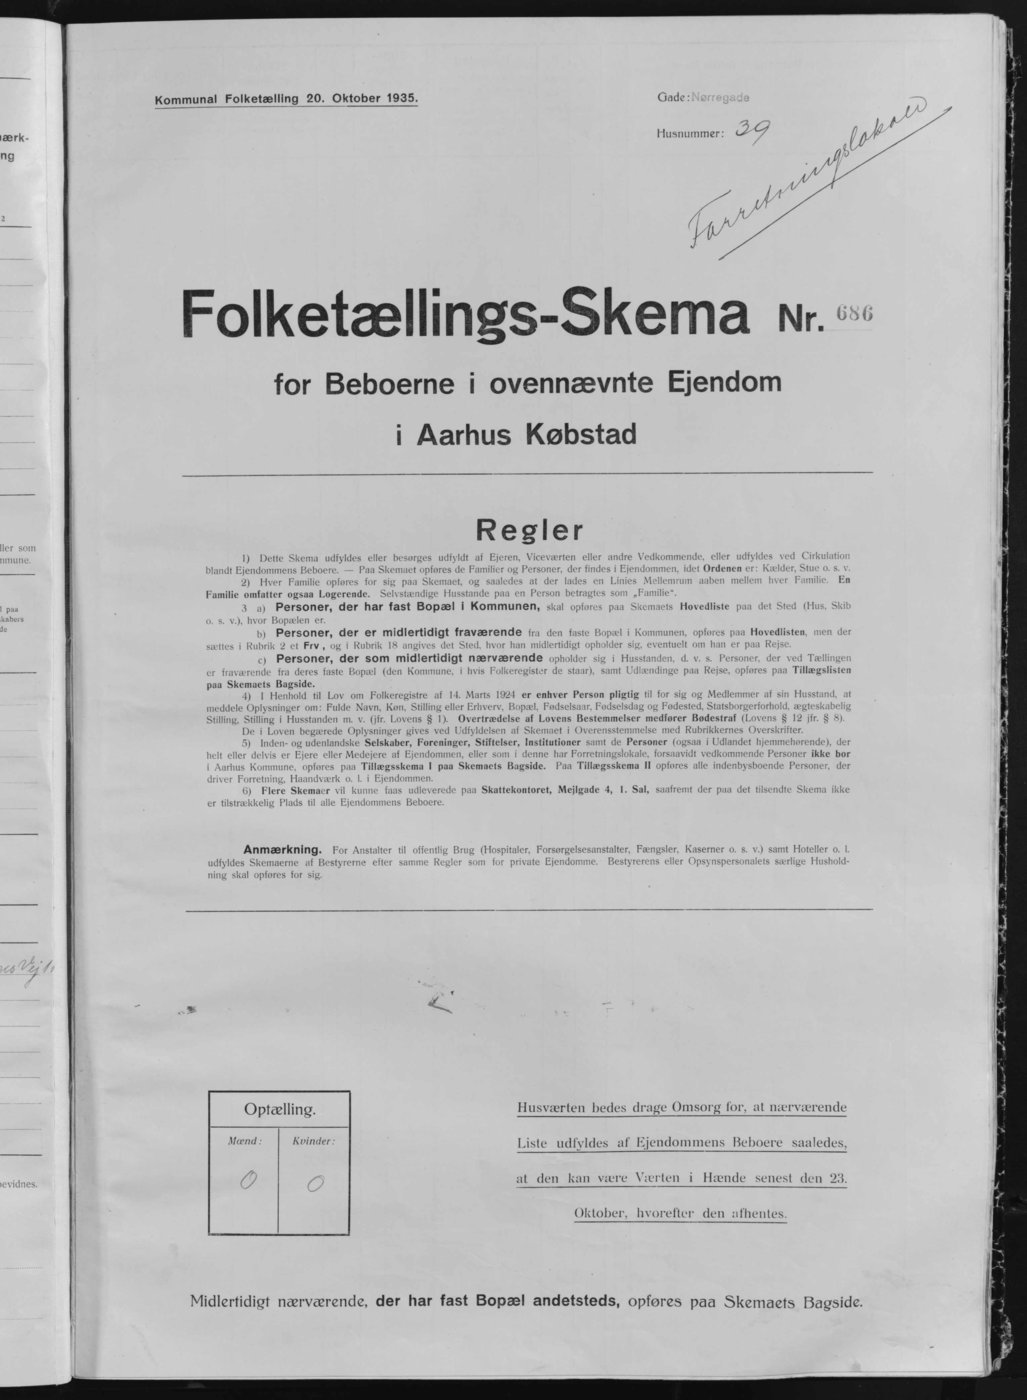 Kommunal Folketælling 20. Oktober 1935.
Gade: Nørregade
Husnummer: 39
Forretningslokale
Folketællings-Skema Nr. 686
for Beboerne i ovennævnte Ejendom
i Aarhus Købstad
Regler
1) Dette Skema udfyldes eller besørges udfyldt af Ejeren, Viceværten eller andre Vedkommende, eller udfyldes ved Cirkulation
blandt Ejendommens Beboere. — Paa Skemaet opføres de Familier og Personer, der findes i Ejendommen, idet Ordenen er: Kælder, Stue o. s. v.
2) Hver Familie opføres for sig paa Skemaet, og saaledes at der lades en Linies Mellemrum aaben mellem hver Familie. En
Familie omfatter ogsaa Logerende. Selvstændige Husstande paa en Person betragtes som „Familie“.
3 a) Personer, der har fast Bopæl i Kommunen, skal opføres paa Skemaets Hovedliste paa det Sted (Hus, Skib
o. s. v.), hvor Bopælen er.
b) Personer, der er midlertidigt fraværende fra den faste Bopæl i Kommunen, opføres paa Hovedlisten, men der
sættes i Rubrik 2 et Frv, og i Rubrik 18 angives det Sted, hvor han midlertidigt opholder sig, eventuelt om han er paa Rejse.
c) Personer, der som midlertidigt nærværende opholder sig i Husstanden, d. v. s. Personer, der ved Tællingen
er fraværende fra deres faste Bopæl (den Kommune, i hvis Folkeregister de staar), samt Udlændinge paa Rejse, opføres paa Tillægslisten
paa Skemaets Bagside.
4) I Henhold til Lov om Folkeregistre af 14. Marts 1924 er enhver Person pligtig til for sig og Medlemmer af sin Husstand, at
meddele Oplysninger om: Fulde Navn, Køn, Stilling eller Erhverv, Bopæl, Fødselsaar, Fødselsdag og Fødested, Statsborgerforhold, ægteskabelig
Stilling, Stilling i Husstanden m. v. (jfr. Lovens § 1). Overtrædelse af Lovens Bestemmelser medfører Bødestraf (Lovens § 12 jfr. § 8).
De i Loven begærede Oplysninger gives ved Udfyldelsen af Skemaet i Overensstemmelse med Rubrikkernes Overskrifter.
5) Inden- og udenlandske Selskaber, Foreninger, Stiftelser, Institutioner samt de Personer (ogsaa i Udlandet hjemmehørende), der
helt eller delvis er Ejere eller Medejere af Ejendommen, eller som i denne har Forretningslokale, forsaavidt vedkommende Personer ikke bor
i Aarhus Kommune, opføres paa Tillægsskema I paa Skemaets Bagside. Paa Tillægsskema II opføres alle indenbysboende Personer, der
driver Forretning, Haandværk o. l. i Ejendommen.
6) Flere Skemaer vil kunne faas udleverede paa Skattekontoret, Mejlgade 4, 1. Sal, saafremt der paa det tilsendte Skema ikke
er tilstrækkelig Plads til alle Ejendommens Beboere.
Anmærkning. For Anstalter til offentlig Brug (Hospitaler, Forsørgelsesanstalter, Fængsler, Kaserner o. s. v.) samt Hoteller o. l.
udfyldes Skemaerne af Bestyrerne efter samme Regler som for private Ejendomme. Bestyrerens eller Opsynspersonalets særlige Hushold-
ning skal opføres for sig.
Optælling.
Mænd: Kvinder:
0 0
Husværten bedes drage Omsorg for, at nærværende
Liste udfyldes af Ejendommens Beboere saaledes,
at den kan være Værten i Hænde senest den 23.
Oktober, hvorefter den afhentes.
Midlertidigt nærværende, der har fast Bopæl andetsteds, opføres paa Skemaets Bagside.